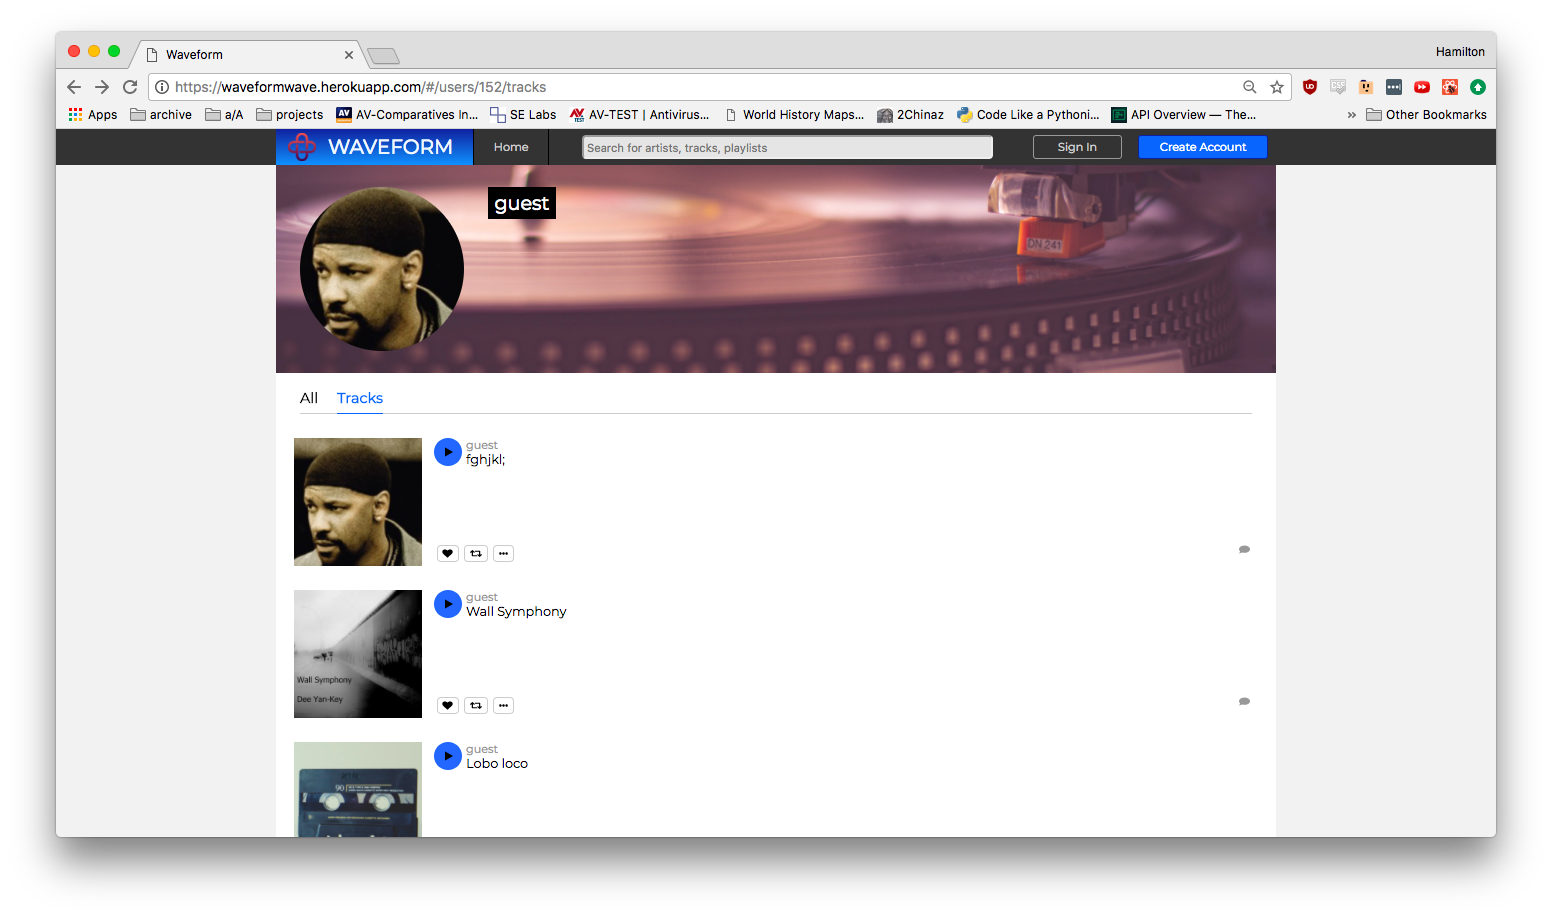 Waveform
Hamilton
https://waveformwave.herokuapp.com/#/users/152/tracks
Apps archive a/A projects AV-Comparatives In... SE Labs AV-TEST | Antivirus... World History Maps... 2Chinaz Code Like a Pythoni... API Overview — The... » Other Bookmarks
WAVEFORM Home Search for artists, tracks, playlists Sign In Create Account
guest
DN 241
All Tracks
guest
fghjkl;
guest
Wall Symphony
Wall Symphony
Dee Yan-Key
guest
Lobo loco
90